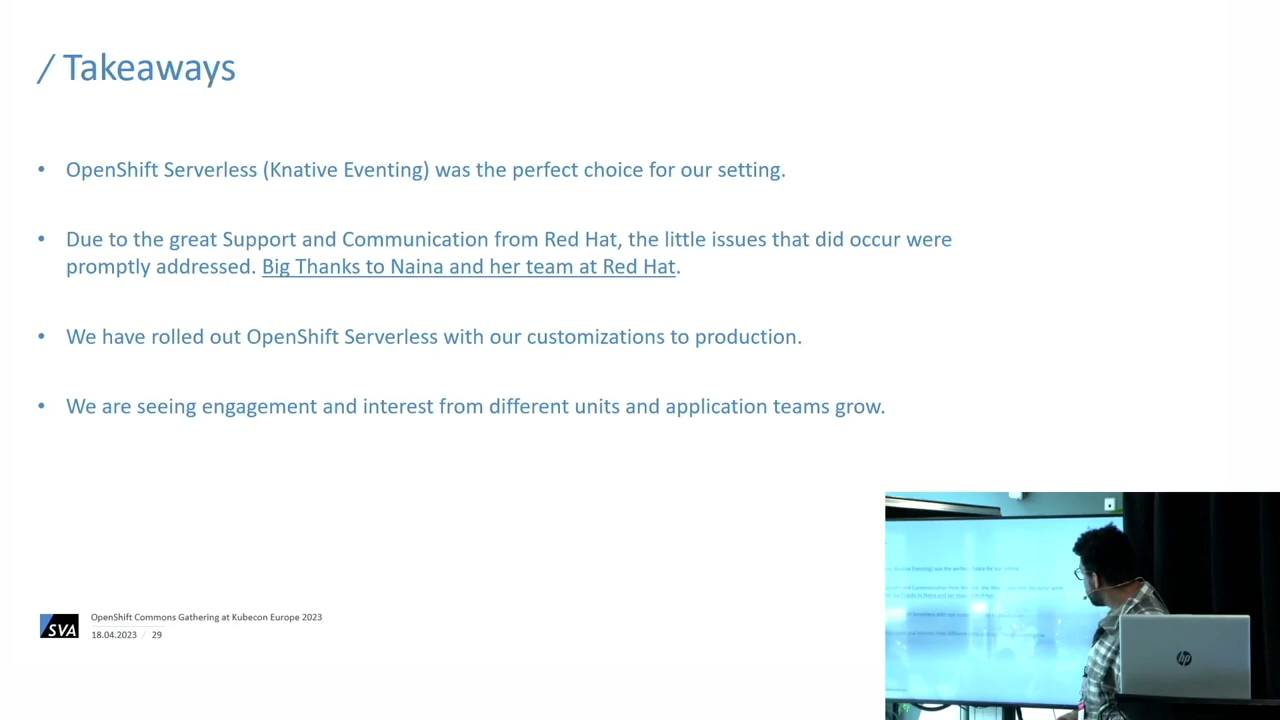 / Takeaways
• OpenShift Serverless (Knative Eventing) was the perfect choice for our setting.
• Due to the great Support and Communication from Red Hat, the little issues that did occur were
promptly addressed. Big Thanks to Naina and her team at Red Hat.
• We have rolled out OpenShift Serverless with our customizations to production.
• We are seeing engagement and interest from different units and application teams grow.
SVA
OpenShift Commons Gathering at Kubecon Europe 2023
18.04.2023 / 29
hp